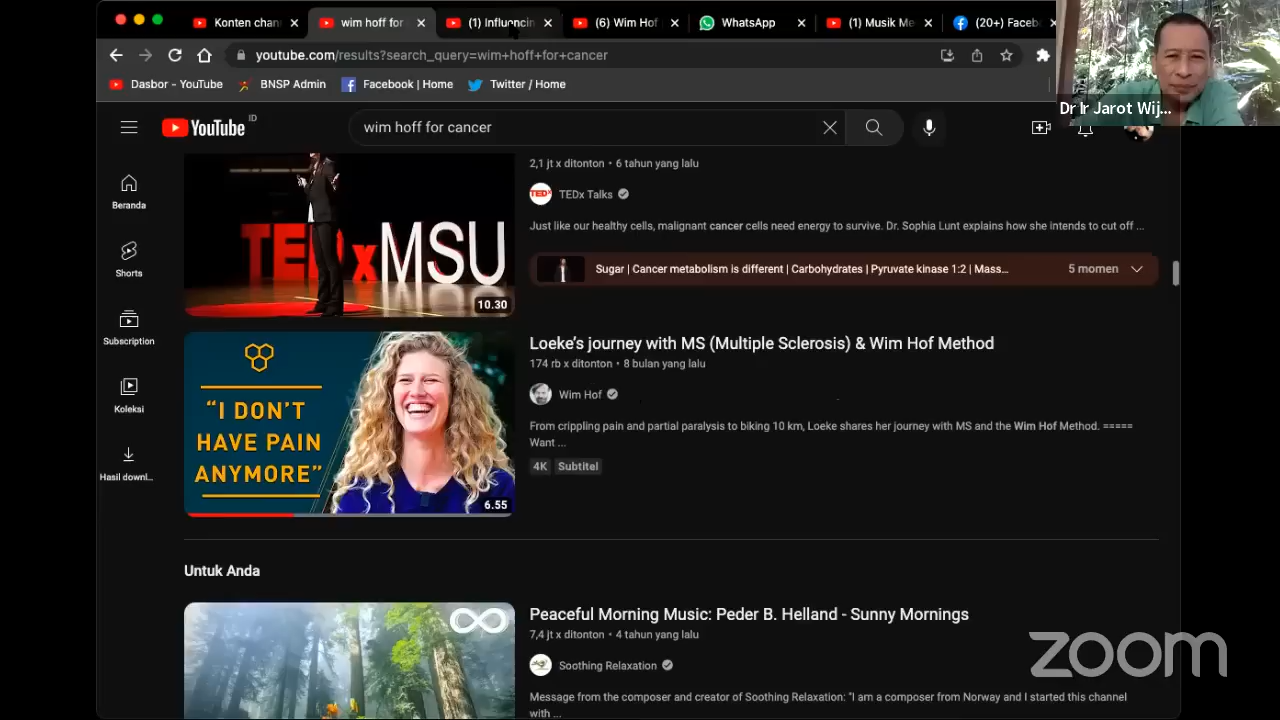 Konten chan
wim hoff for
(1) Influencin
(6) Wim Hof
WhatsApp
(1) Musik Me
(20+) Faceb
youtube.com/results?search_query=wim+hoff+for+cancer
Dasbor - YouTube
BNSP Admin
Facebook | Home
Twitter / Home
Dr Ir Jarot Wij...
YouTube ID
wim hoff for cancer
Beranda
Shorts
Subscription
Koleksi
Hasil downl...
TEDxMSU
10.30
2,1 jt x ditonton • 6 tahun yang lalu
TEDx
TEDx Talks
Just like our healthy cells, malignant cancer cells need energy to survive. Dr. Sophia Lunt explains how she intends to cut off ...
Sugar | Cancer metabolism is different | Carbohydrates | Pyruvate kinase 1:2 | Mass...
5 momen
“I DON’T
HAVE PAIN
ANYMORE”
6.55
Loeke’s journey with MS (Multiple Sclerosis) & Wim Hof Method
174 rb x ditonton • 8 bulan yang lalu
Wim Hof
From crippling pain and partial paralysis to biking 10 km, Loeke shares her journey with MS and the Wim Hof Method. =====
Want ...
4K
Subtitel
Untuk Anda
Peaceful Morning Music: Peder B. Helland - Sunny Mornings
7,4 jt x ditonton • 4 tahun yang lalu
Soothing Relaxation
Message from the composer and creator of Soothing Relaxation: "I am a composer from Norway and I started this channel
with ...
zoom